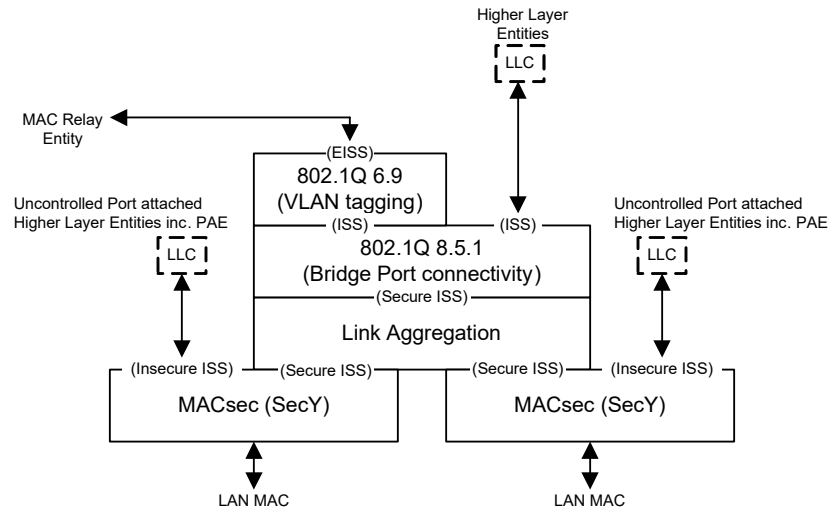 Higher Layer
Entities
LLC
MAC Relay
Entity
(EISS)
802.1Q 6.9
(VLAN tagging)
Uncontrolled Port attached
Higher Layer Entities inc. PAE
LLC
Uncontrolled Port attached
Higher Layer Entities inc. PAE
LLC
(ISS)
(ISS)
802.1Q 8.5.1
(Bridge Port connectivity)
(Secure ISS)
Link Aggregation
(Insecure ISS)
(Secure ISS)
(Secure ISS)
(Insecure ISS)
MACsec (SecY)
MACsec (SecY)
LAN MAC
LAN MAC